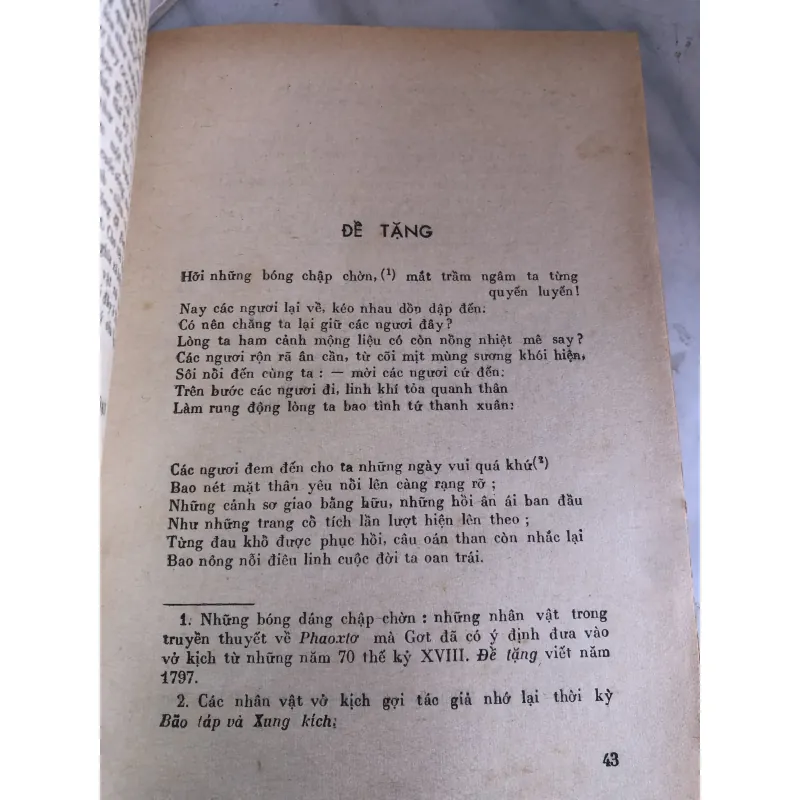 ĐỀ TẶNG
Hỡi những bóng chập chờn,(¹) mắt trầm ngâm ta từng
quyến luyến!
Nay các ngươi lại về, kéo nhau dồn dập đến:
Có nên chăng ta lại giữ các ngươi đây?
Lòng ta ham cảnh mộng liệu có còn nồng nhiệt mê say?
Các ngươi rộn rã ân cần, từ cõi mịt mùng sương khói hiện,
Sôi nổi đến cùng ta : — mời các ngươi cứ đến:
Trên bước các ngươi đi, linh khí tỏa quanh thân
Làm rung động lòng ta bao tình tứ thanh xuân:
Các ngươi đem đến cho ta những ngày vui quá khứ(²)
Bao nét mặt thân yêu nồi lên càng rạng rỡ ;
Những cảnh sơ giao bằng hữu, những hồi ân ái ban đầu
Như những trang cổ tích lần lượt hiện lên theo ;
Từng đau khổ được phục hồi, câu oán than còn nhắc lại
Bao nông nỗi điêu linh cuộc đời ta oan trái.
1. Những bóng dáng chập chờn : những nhân vật trong
truyền thuyết về Phaoxtơ mà Gơt đã có ý định đưa vào
vở kịch từ những năm 70 thế kỷ XVIII. Đề tặng viết năm
1797.
2. Các nhân vật vở kịch gợi tác giả nhớ lại thời kỳ
Bão táp và Xung kích;
43